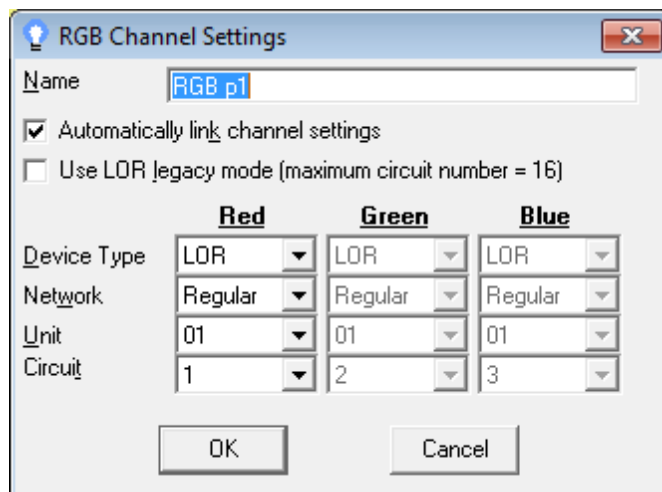 RGB Channel Settings
Name RGB p1
Automatically link channel settings
Use LOR legacy mode (maximum circuit number = 16)
Red Green Blue
Device Type LOR LOR LOR
Network Regular Regular Regular
Unit 01 01 01
Circuit 1 2 3
OK Cancel